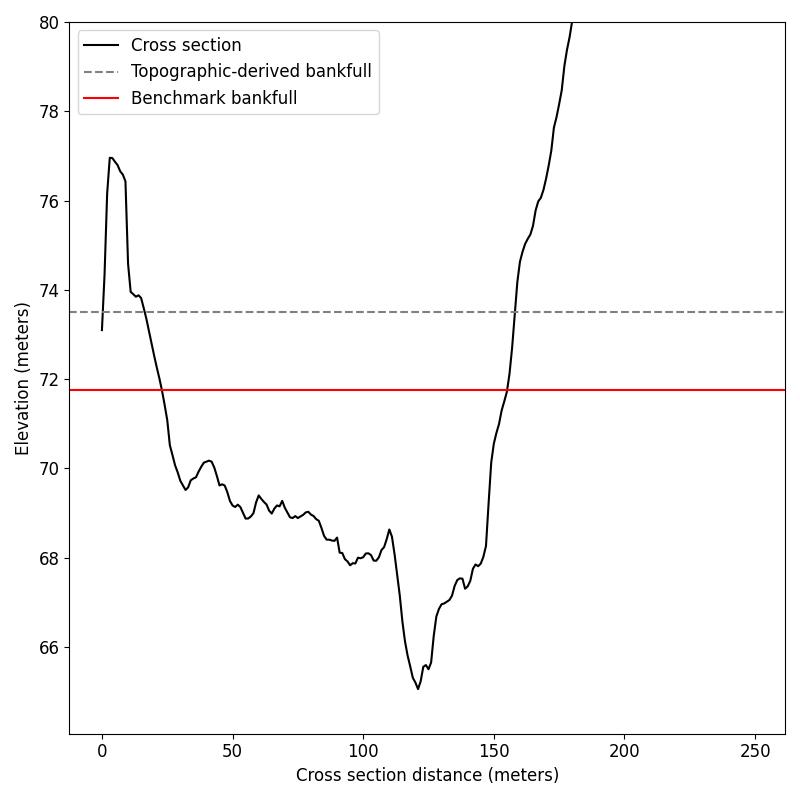 Cross section
Topographic-derived bankfull
Benchmark bankfull
80
78
76
74
72
70
68
66
Elevation (meters)
0 50 100 150 200 250
Cross section distance (meters)